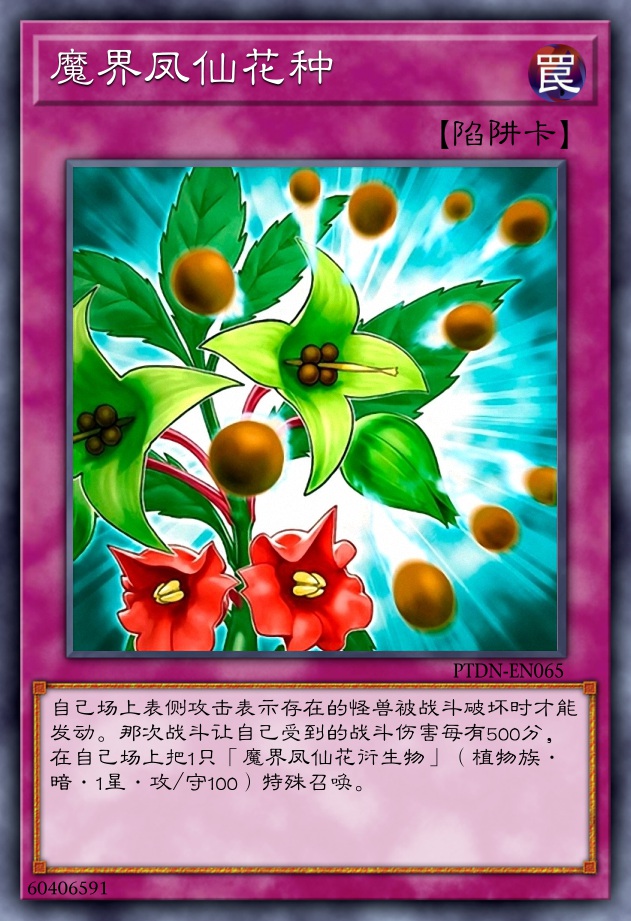 魔界凤仙花种
罠
【陷阱卡】
PTDN-EN065
自己场上表侧攻击表示存在的怪兽被战斗破坏时才能
发动。那次战斗让自己受到的战斗伤害每有500分，
在自己场上把1只「魔界凤仙花衍生物」（植物族·
暗·1星·攻/守100）特殊召唤。
60406591